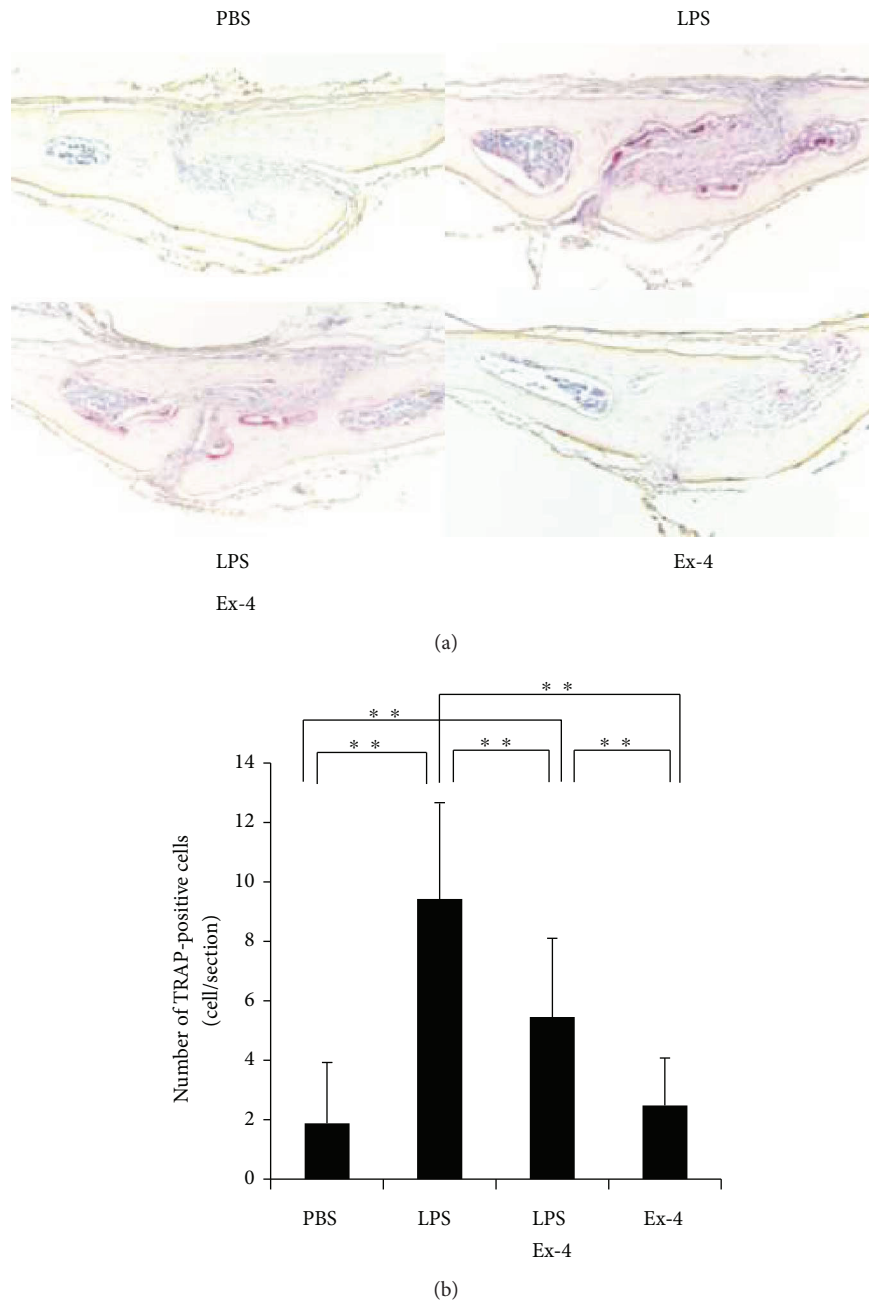 PBS LPS
LPS Ex-4
Ex-4
(a)
* *
* *
* * * * * *
14
12
10
8
6
4
2
0
Number of TRAP-positive cells
(cell/section)
PBS LPS LPS Ex-4
Ex-4
(b)